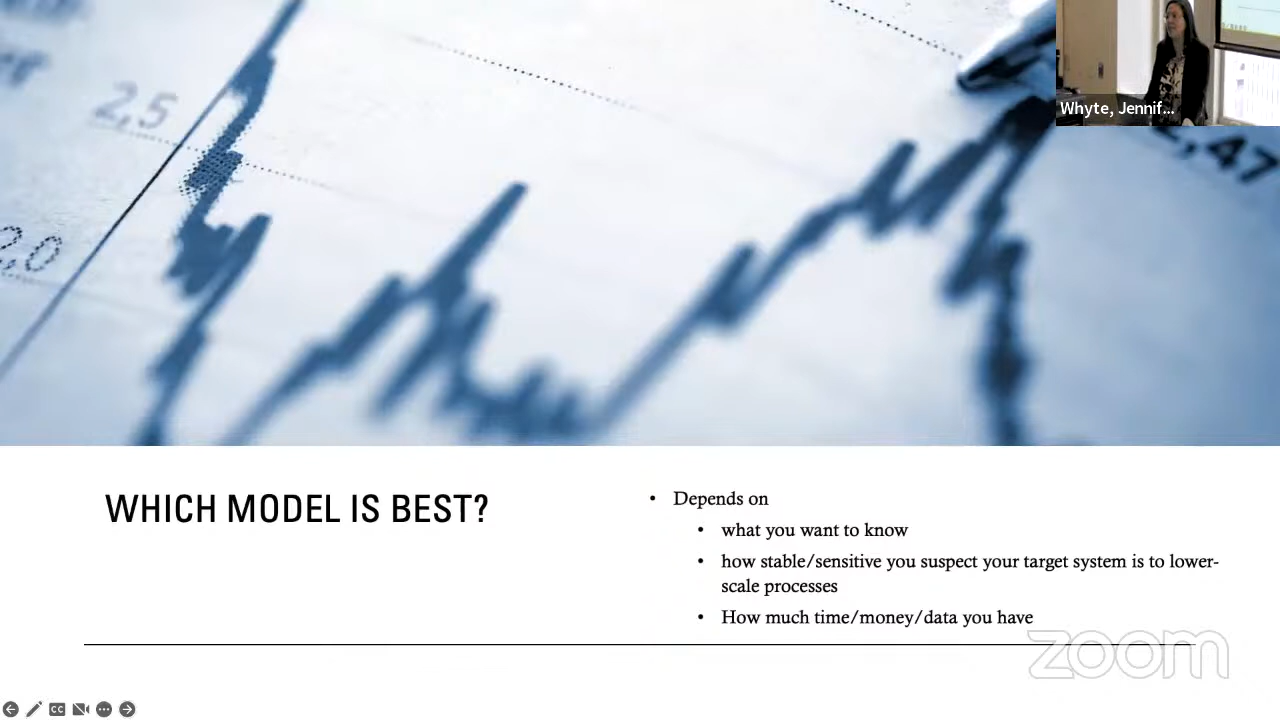 2,5
2,0
,47
Whyte, Jennif...
WHICH MODEL IS BEST?
• Depends on
• what you want to know
• how stable/sensitive you suspect your target system is to lower-
scale processes
• How much time/money/data you have
zoom
CC